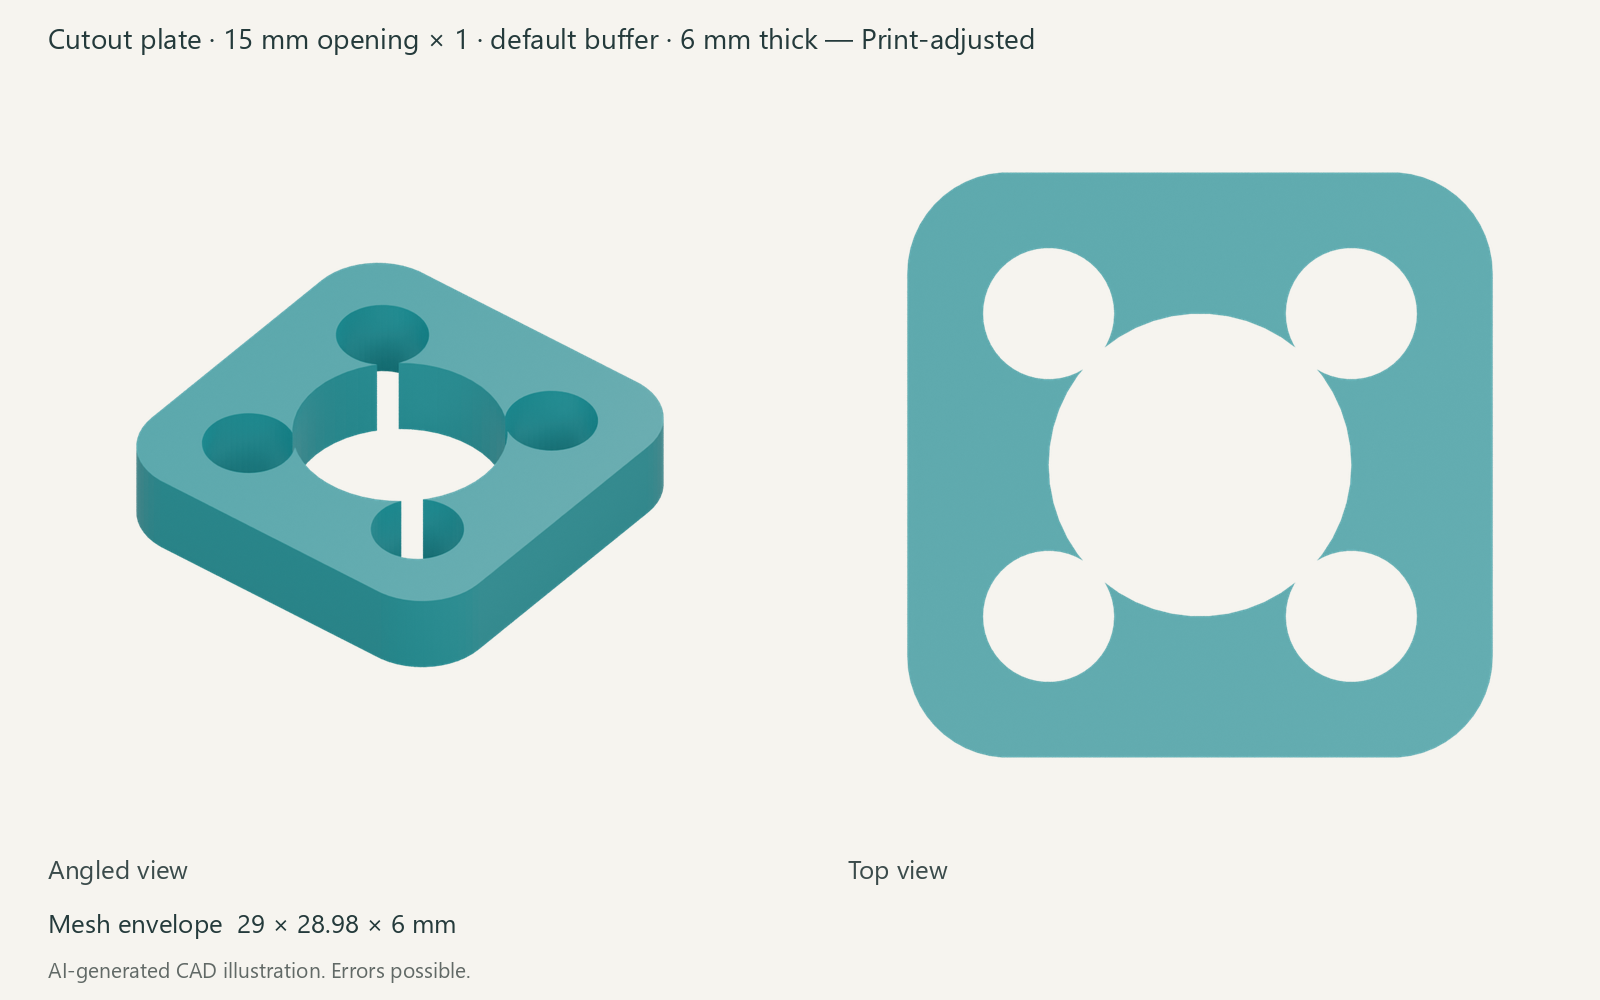 Cutout plate · 15 mm opening × 1 · default buffer · 6 mm thick — Print-adjusted
Angled view
Top view
Mesh envelope 29 × 28.98 × 6 mm
AI-generated CAD illustration. Errors possible.